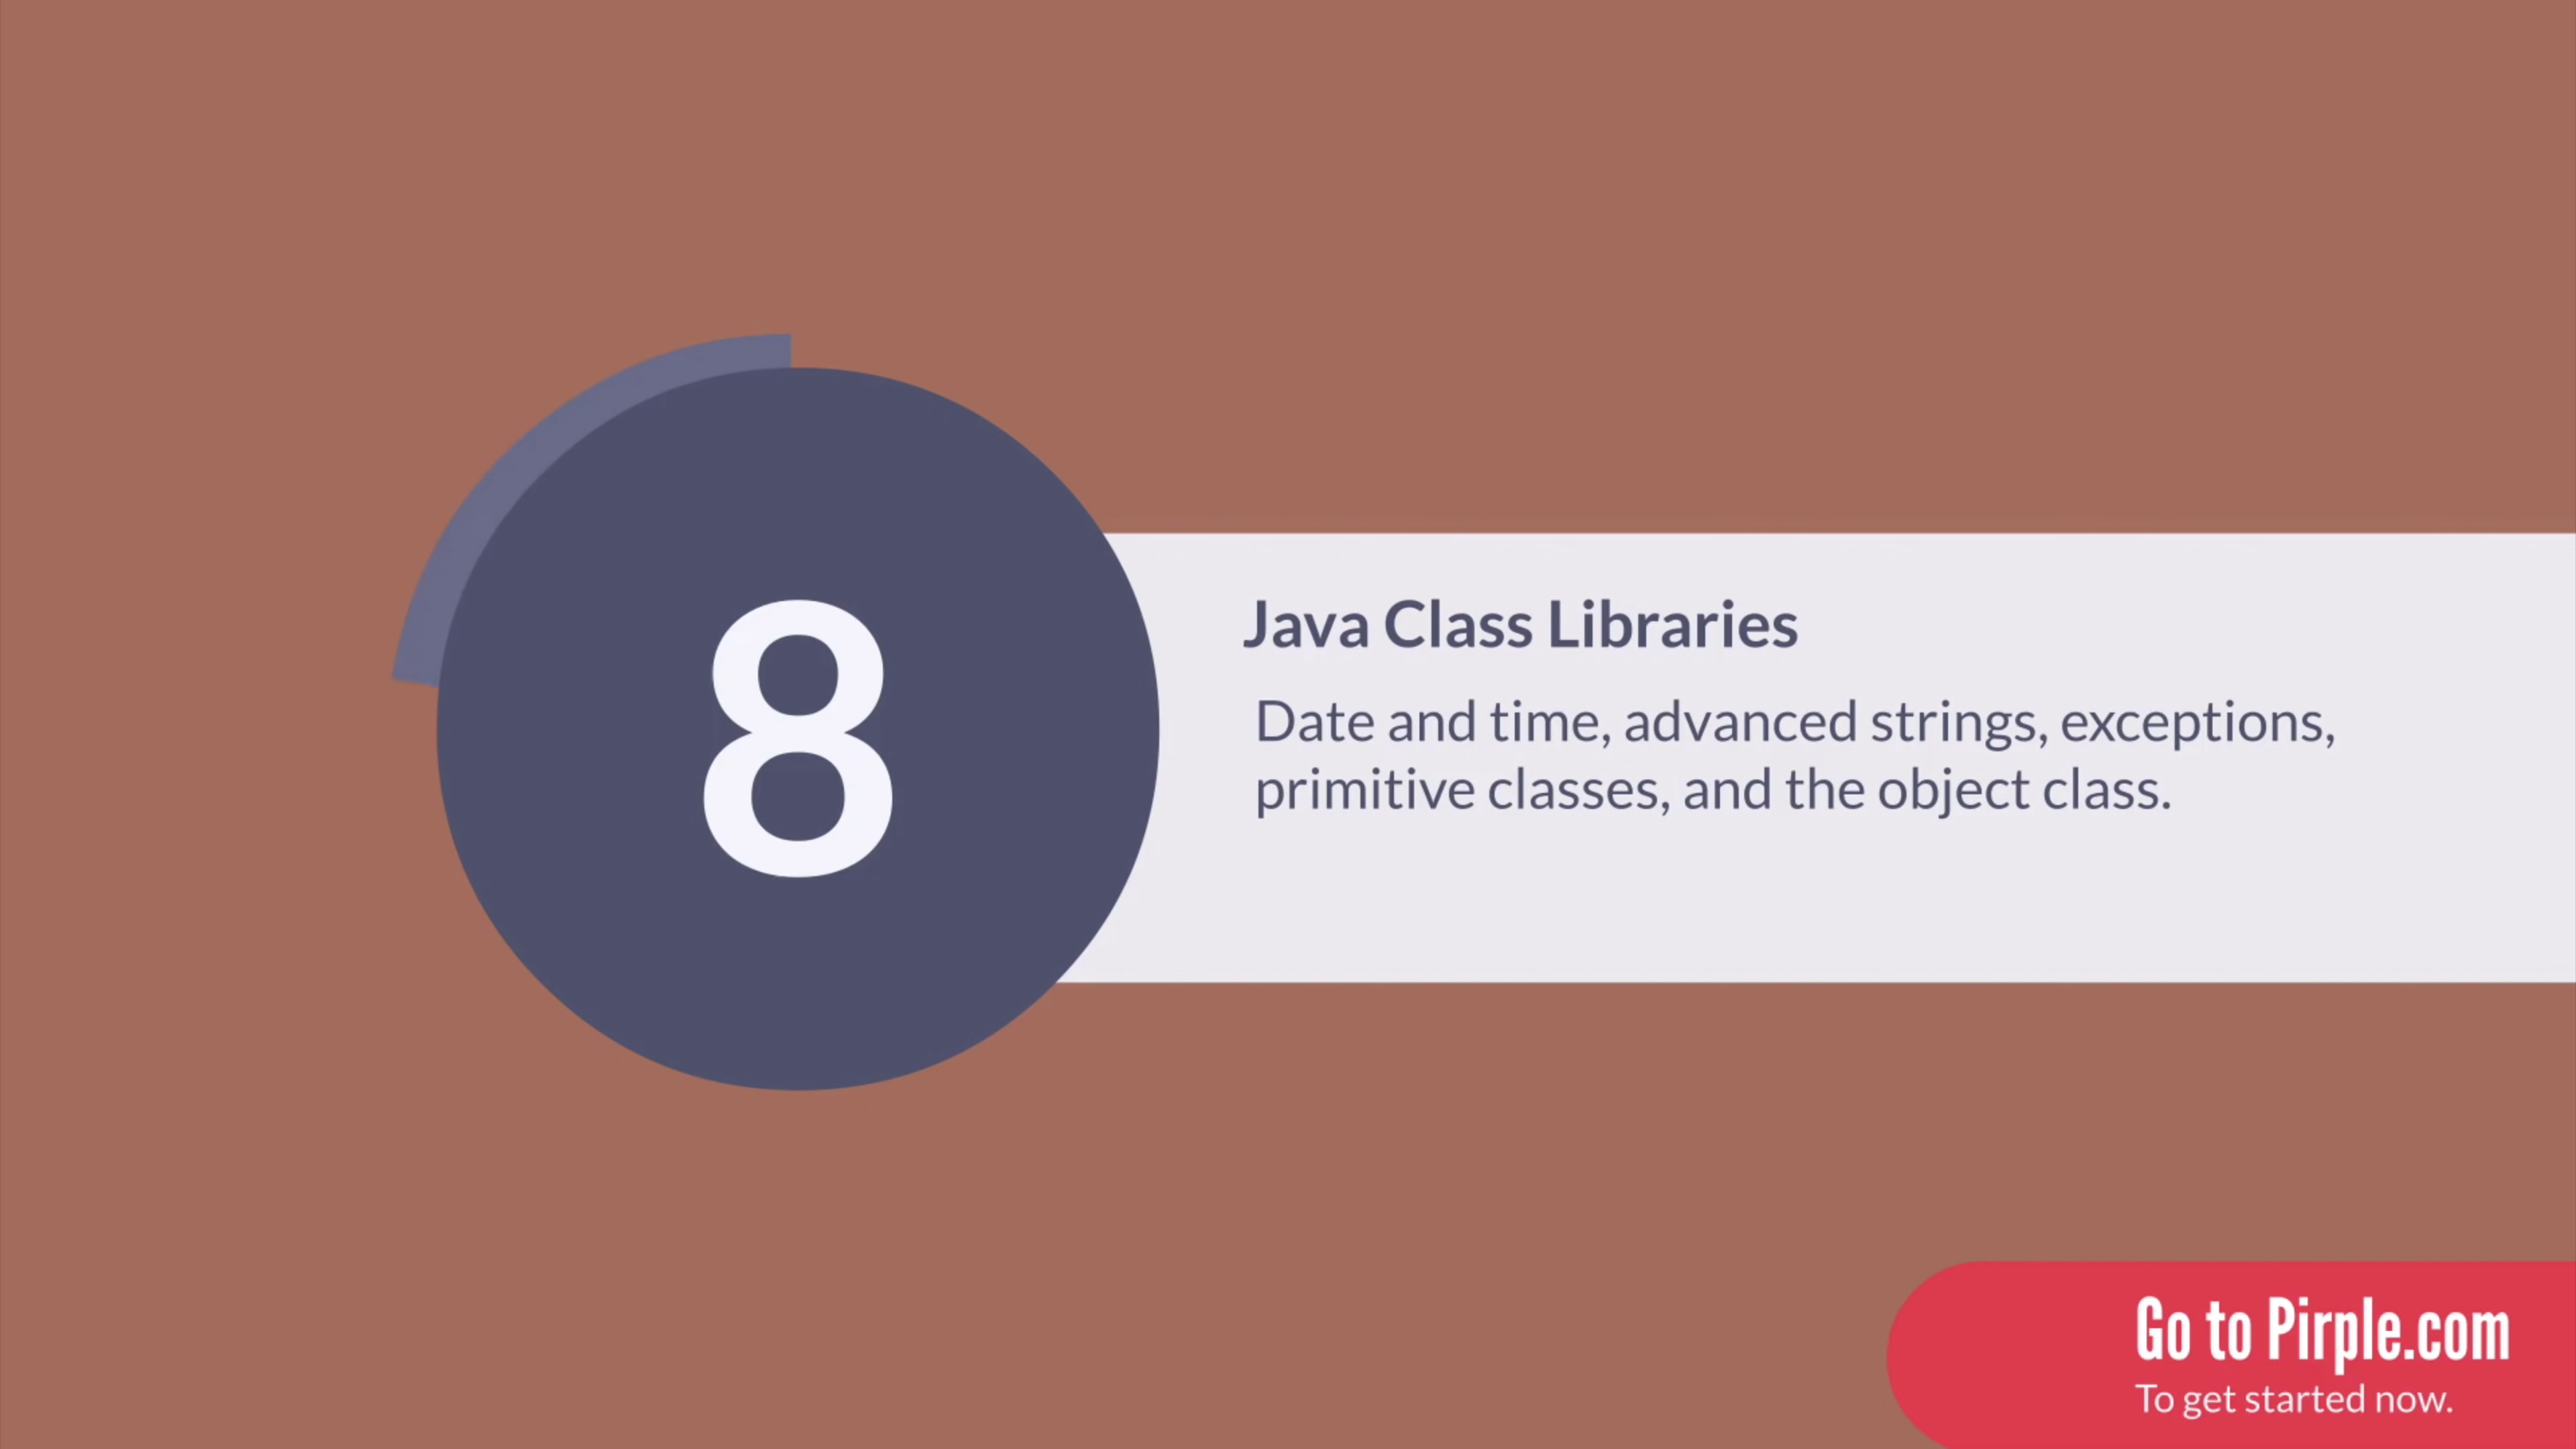 8
Java Class Libraries
Date and time, advanced strings, exceptions,
primitive classes, and the object class.
Go to Pirple.com
To get started now.